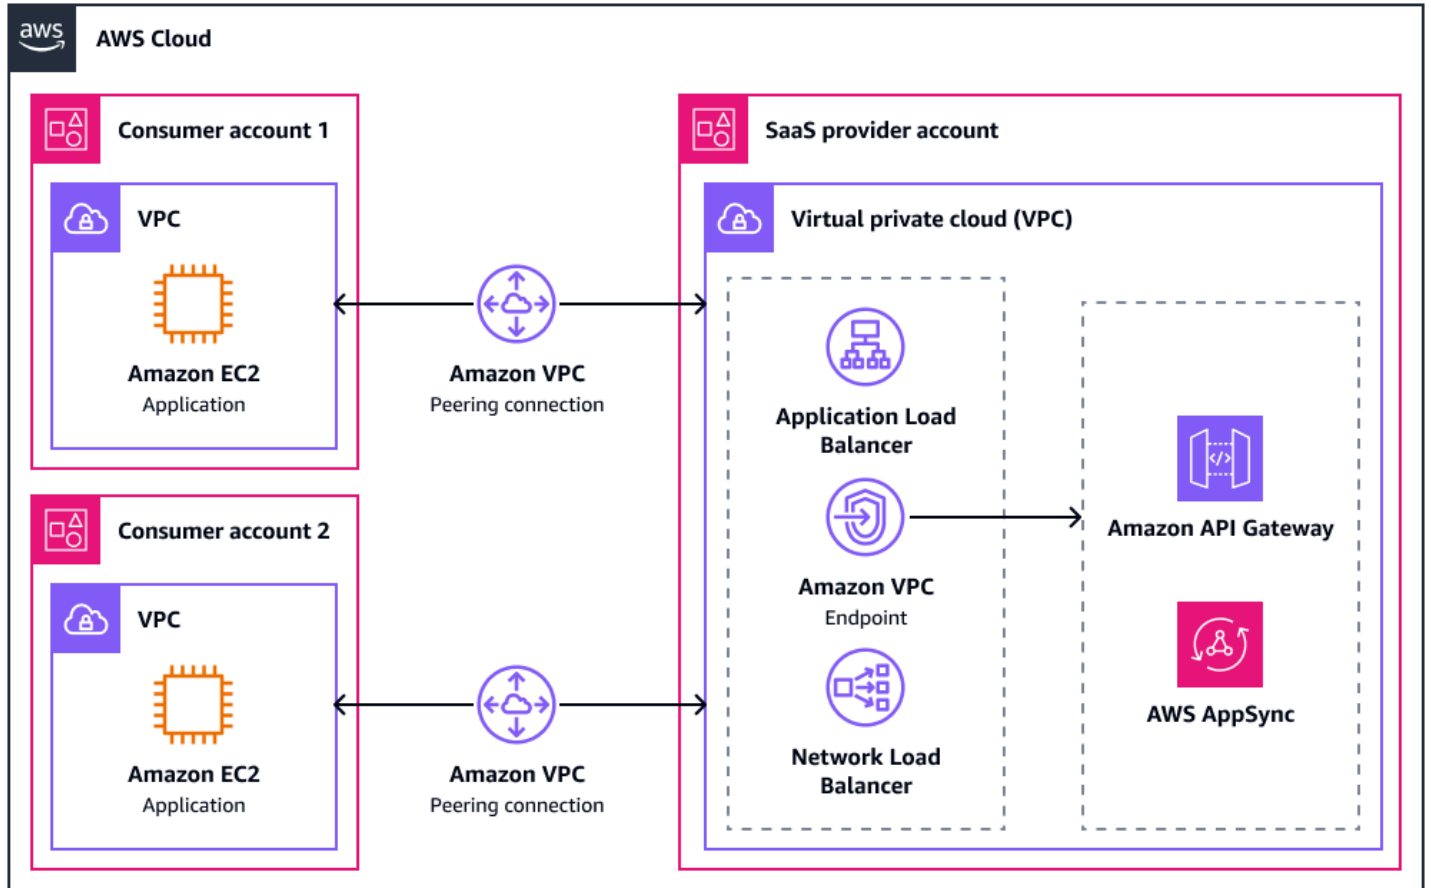 aws
AWS Cloud
Consumer account 1
VPC
Amazon EC2
Application
Amazon VPC
Peering connection
Consumer account 2
VPC
Amazon EC2
Application
Amazon VPC
Peering connection
SaaS provider account
Virtual private cloud (VPC)
Application Load
Balancer
Amazon VPC
Endpoint
Network Load
Balancer
</>
Amazon API Gateway
AWS AppSync